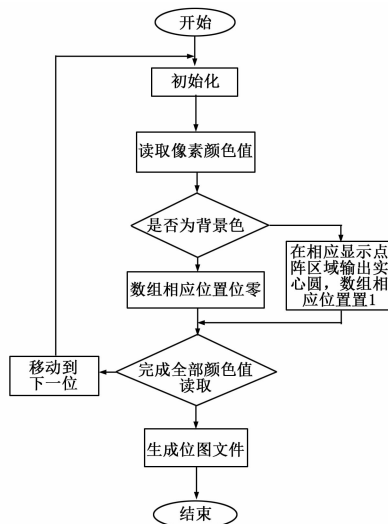 开始
初始化
读取像素颜色值
是否为背景色
在相应显示点
阵区域输出实
心圆，数组相
应位置置1
数组相应位置位零
移动到
下一位
完成全部颜色值
读取
生成位图文件
结束